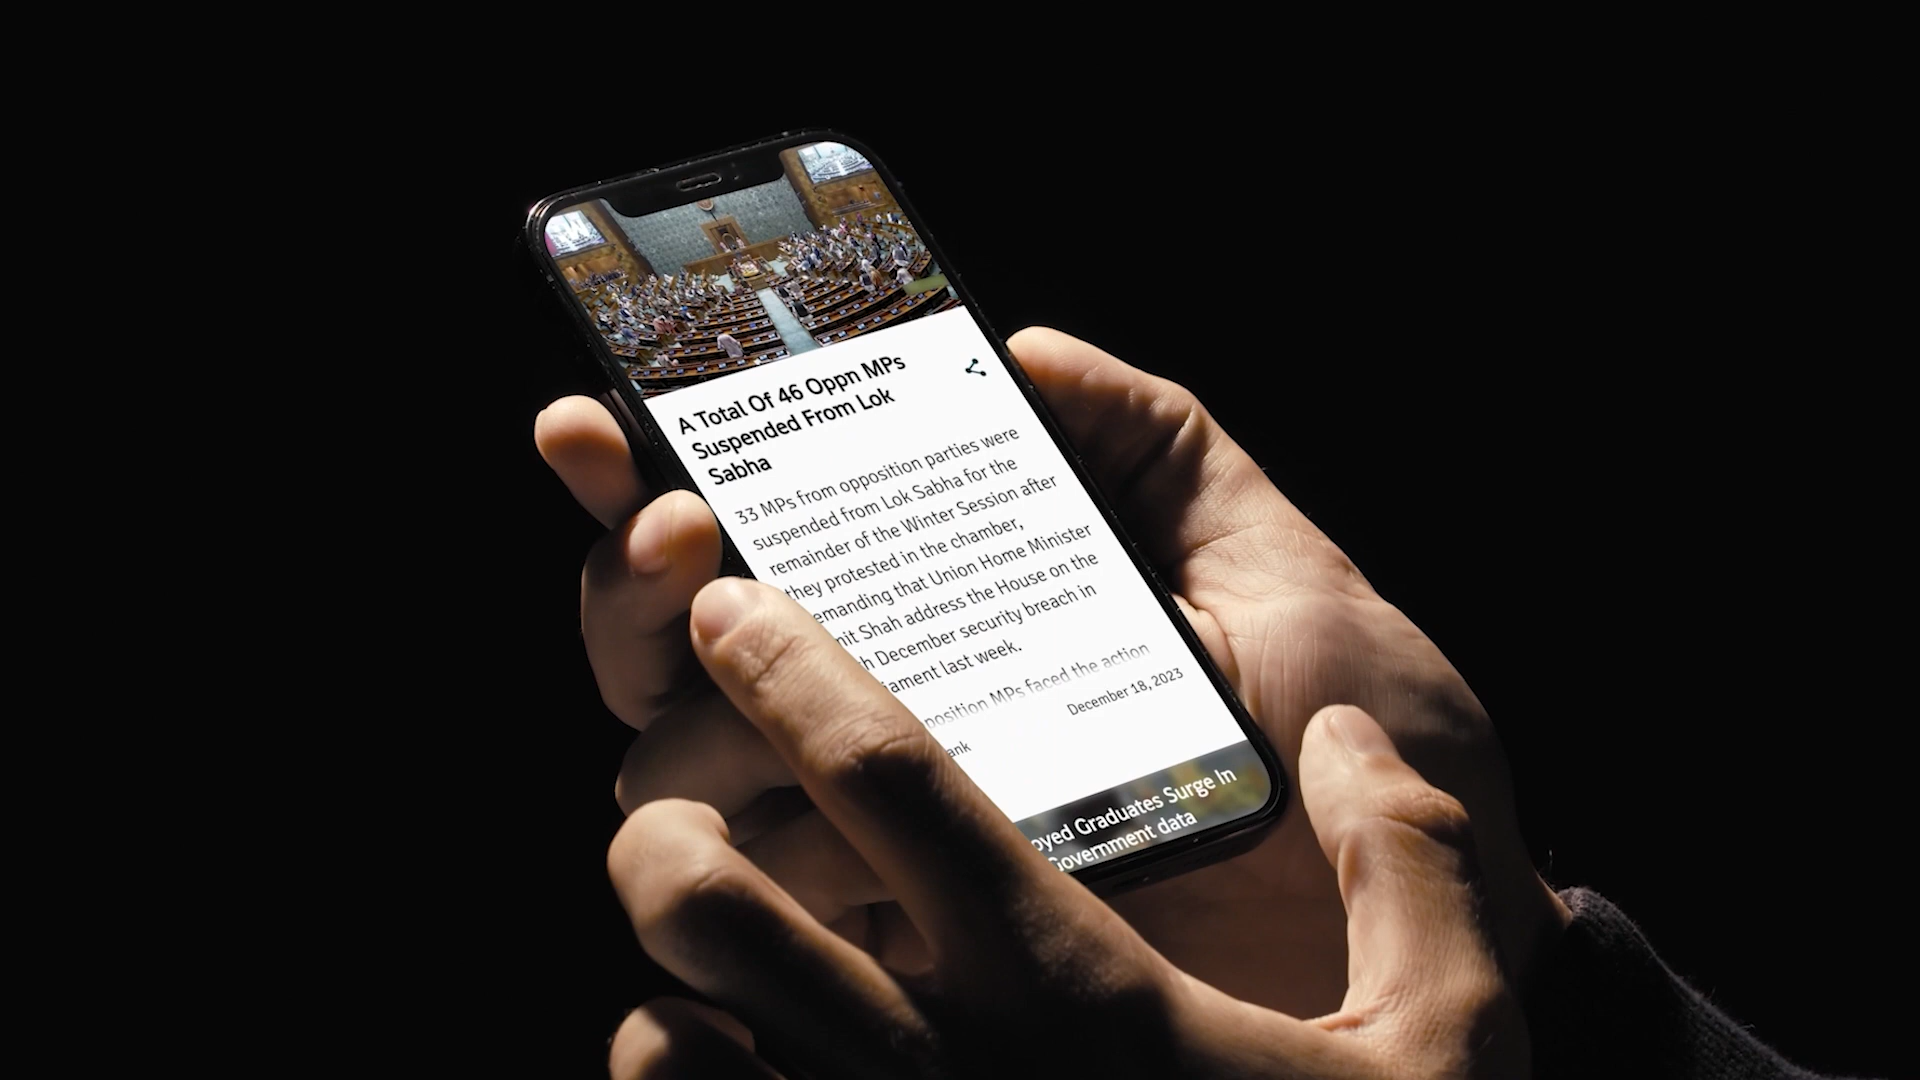 A Total Of 46 Oppn MPs
Suspended From Lok
Sabha
33 MPs from opposition parties were
suspended from Lok Sabha for the
remainder of the Winter Session after
they protested in the chamber,
emanding that Union Home Minister
nit Shah address the House on the
h December security breach in
iament last week.
position MPs faced the action
December 18, 2023
ank
oyed Graduates Surge In
Government data